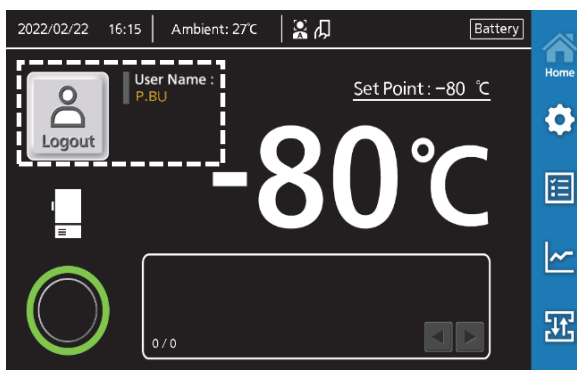 2022/02/22 16:15 Ambient: 27℃ Battery
Home
User Name :
P.BU
Logout
Set Point : -80 ℃
-80℃
0 / 0